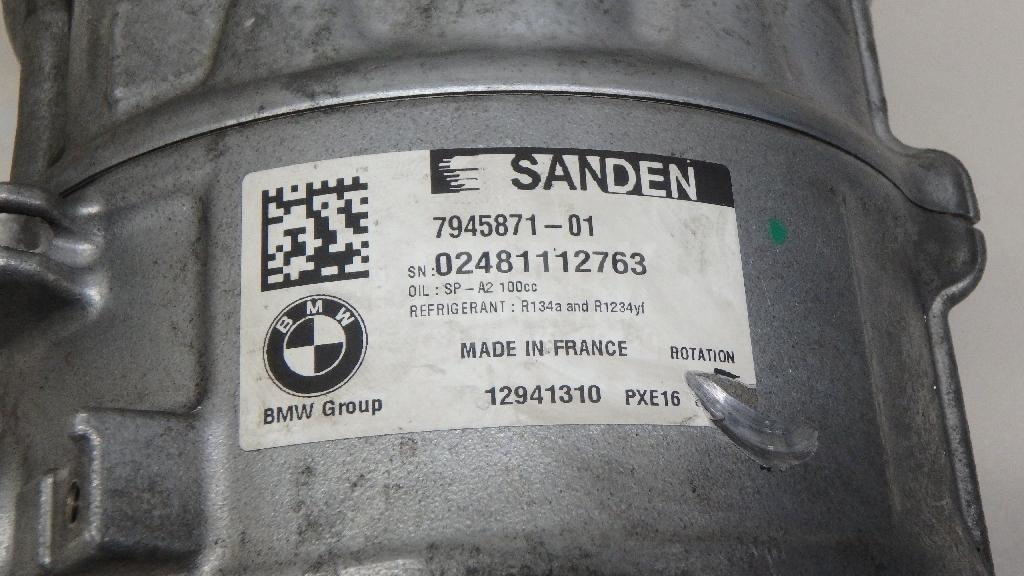 SANDEN
7945871-01
SN:02481112763
OIL : SP-A2 100cc
REFRIGERANT : R134a and R1234yf
BMW
MADE IN FRANCE ROTATION
12941310 PXE16
BMW Group